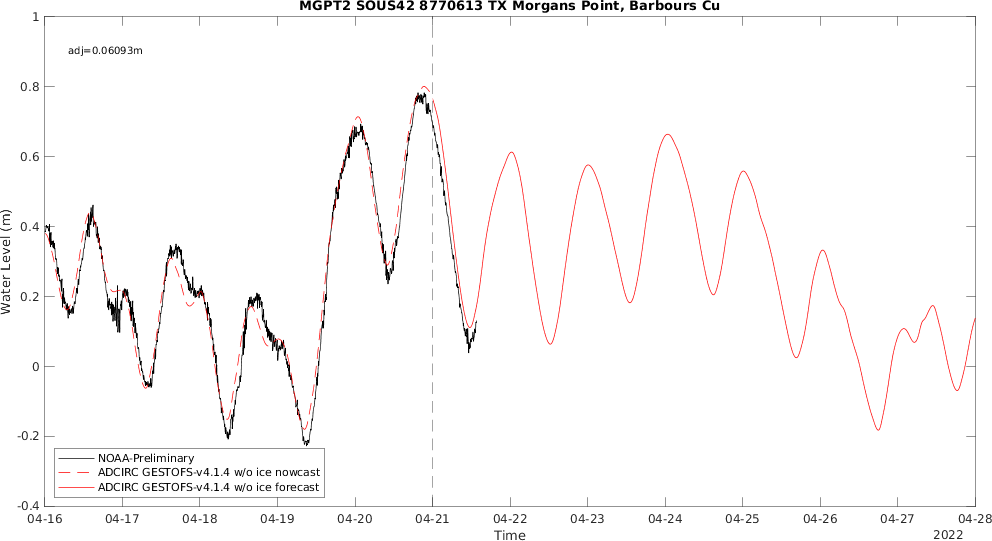 MGPT2 SOUS42 8770613 TX Morgans Point, Barbours Cu
adj=0.06093m
1
0.8
0.6
0.4
0.2
0
-0.2
-0.4
Water Level (m)
NOAA-Preliminary
ADCIRC GESTOFS-v4.1.4 w/o ice nowcast
ADCIRC GESTOFS-v4.1.4 w/o ice forecast
04-16 04-17 04-18 04-19 04-20 04-21 04-22 04-23 04-24 04-25 04-26 04-27 04-28
Time
2022